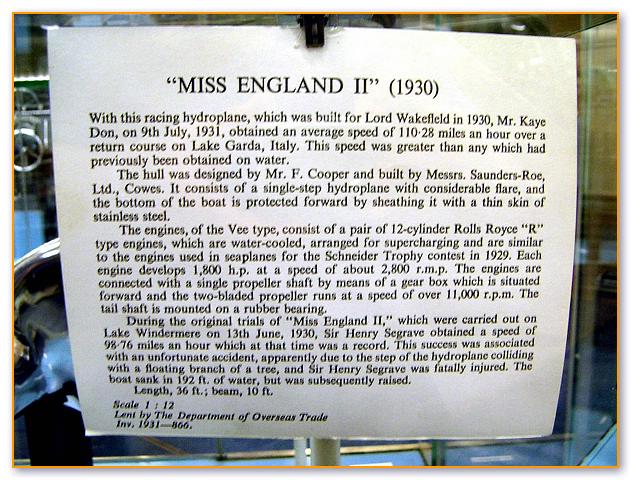 “MISS ENGLAND II” (1930)
With this racing hydroplane, which was built for Lord Wakefield in 1930, Mr. Kaye
Don, on 9th July, 1931, obtained an average speed of 110·28 miles an hour over a
return course on Lake Garda, Italy. This speed was greater than any which had
previously been obtained on water.
The hull was designed by Mr. F. Cooper and built by Messrs. Saunders-Roe,
Ltd., Cowes. It consists of a single-step hydroplane with considerable flare, and
the bottom of the boat is protected forward by sheathing it with a thin skin of
stainless steel.
The engines, of the Vee type, consist of a pair of 12-cylinder Rolls Royce “R”
type engines, which are water-cooled, arranged for supercharging and are similar
to the engines used in seaplanes for the Schneider Trophy contest in 1929. Each
engine develops 1,800 h.p. at a speed of about 2,800 r.m.p. The engines are
connected with a single propeller shaft by means of a gear box which is situated
forward and the two-bladed propeller runs at a speed of over 11,000 r.p.m. The
tail shaft is mounted on a rubber bearing.
During the original trials of “Miss England II,” which were carried out on
Lake Windermere on 13th June, 1930, Sir Henry Segrave obtained a speed of
98·76 miles an hour which at that time was a record. This success was associated
with an unfortunate accident, apparently due to the step of the hydroplane colliding
with a floating branch of a tree, and Sir Henry Segrave was fatally injured. The
boat sank in 192 ft. of water, but was subsequently raised.
Length, 36 ft.; beam, 10 ft.
Scale 1 : 12
Lent by The Department of Overseas Trade
Inv. 1931—866.